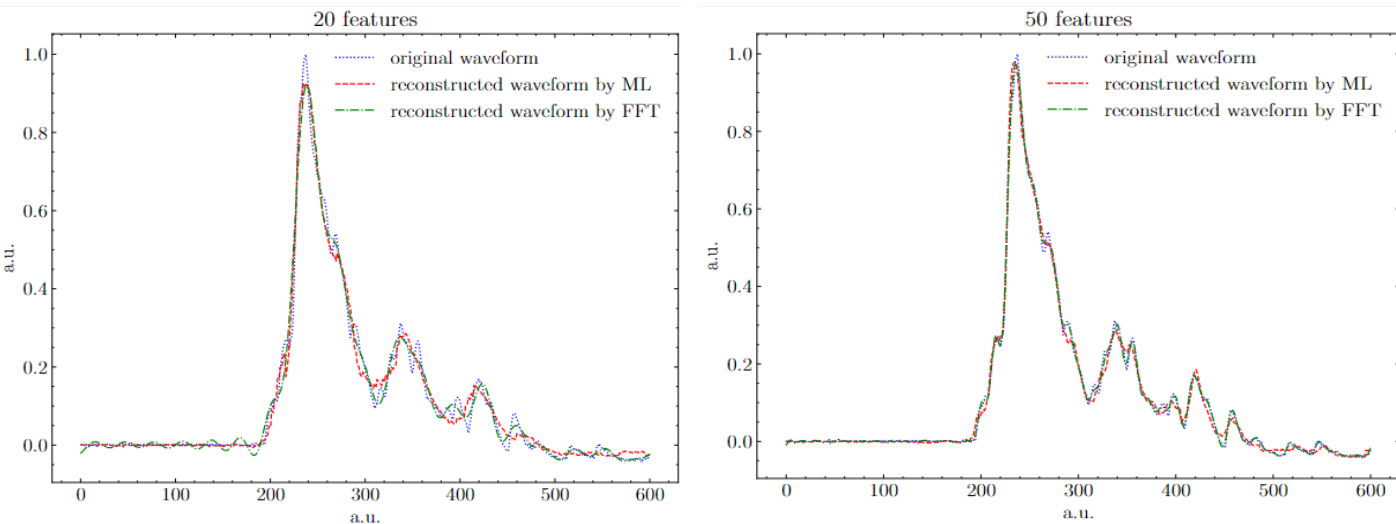 20 features
original waveform
reconstructed waveform by ML
reconstructed waveform by FFT
1.0
0.8
0.6
0.4
0.2
0.0
a.u.
0 100 200 300 400 500 600
a.u.
50 features
original waveform
reconstructed waveform by ML
reconstructed waveform by FFT
1.0
0.8
0.6
0.4
0.2
0.0
a.u.
0 100 200 300 400 500 600
a.u.